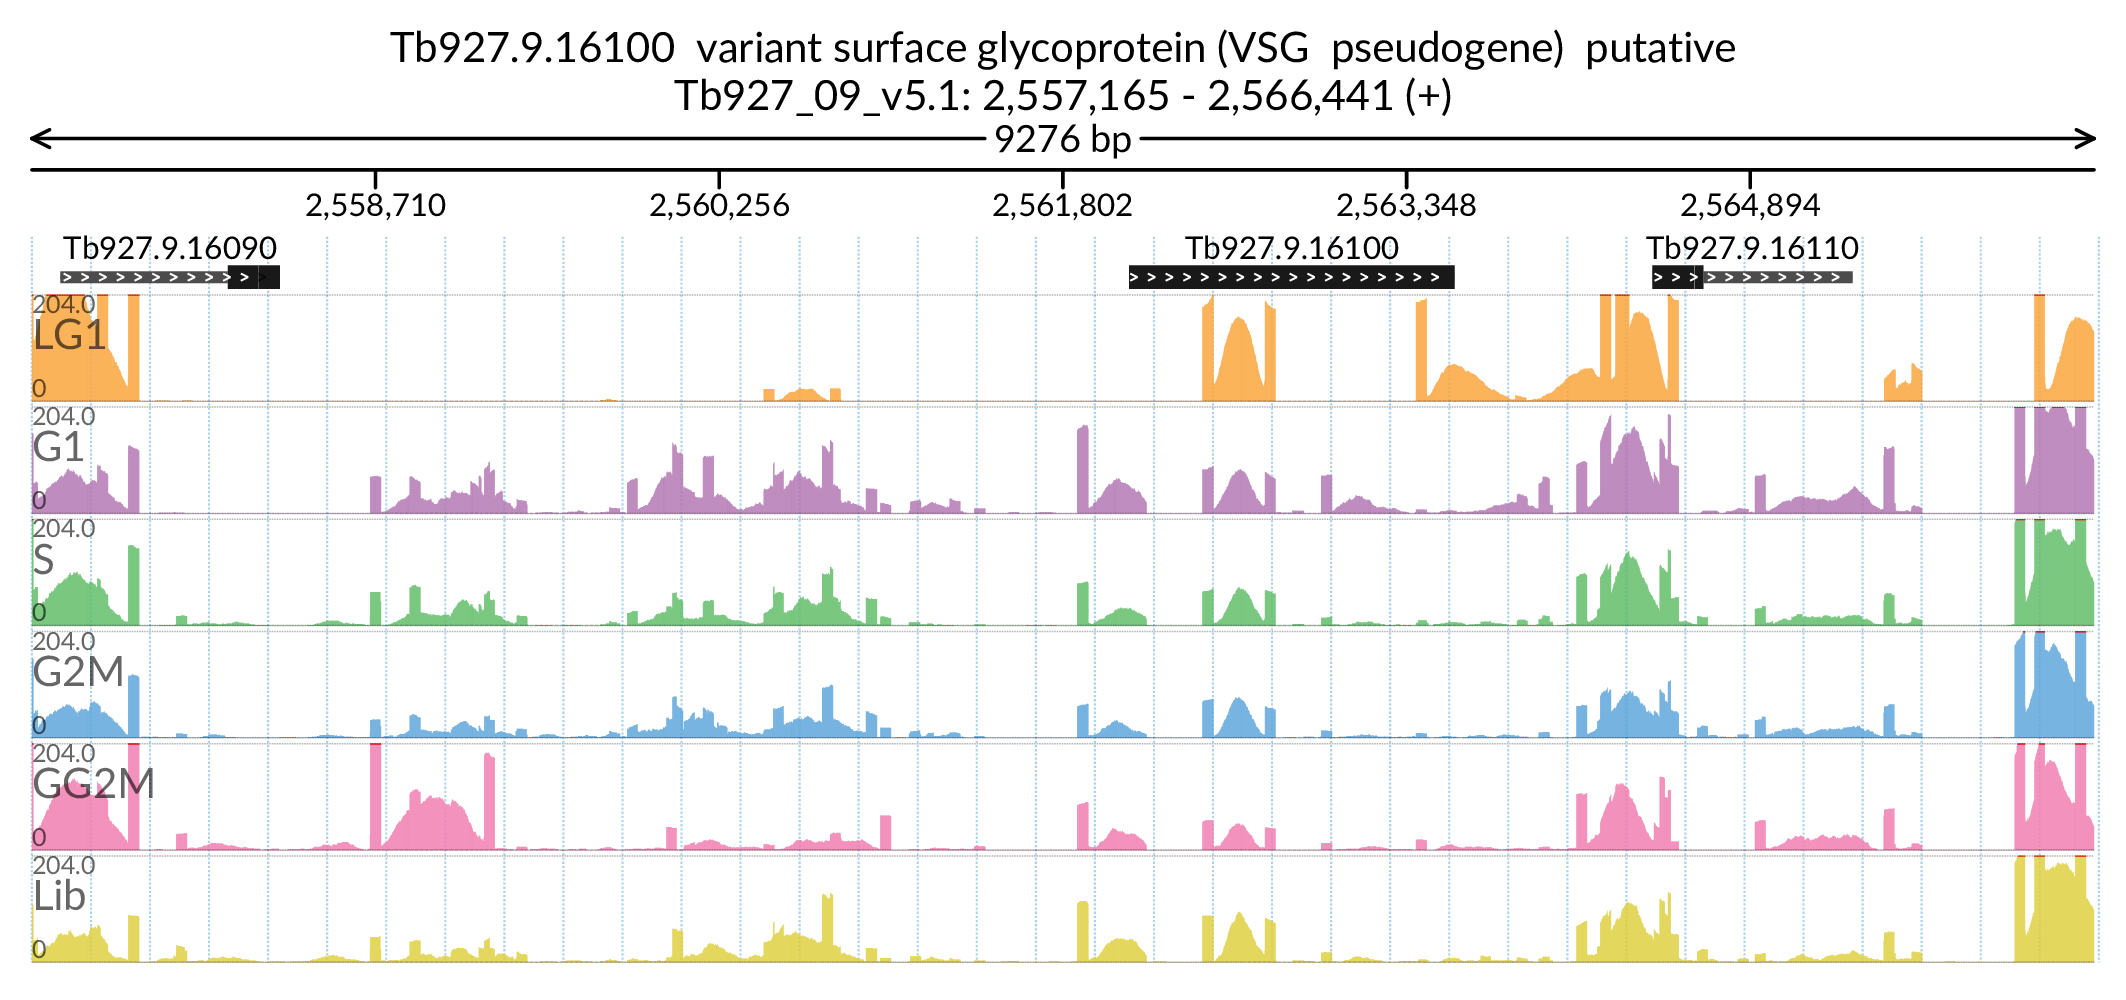 Tb927.9.16100  variant surface glycoprotein (VSG  pseudogene)  putative
Tb927_09_v5.1: 2,557,165 - 2,566,441 (+)
9276 bp
2,558,710 2,560,256 2,561,802 2,563,348 2,564,894
Tb927.9.16090 Tb927.9.16100 Tb927.9.16110
204.0
LG1
0
204.0
G1
0
204.0
S
0
204.0
G2M
0
204.0
GG2M
0
204.0
Lib
0